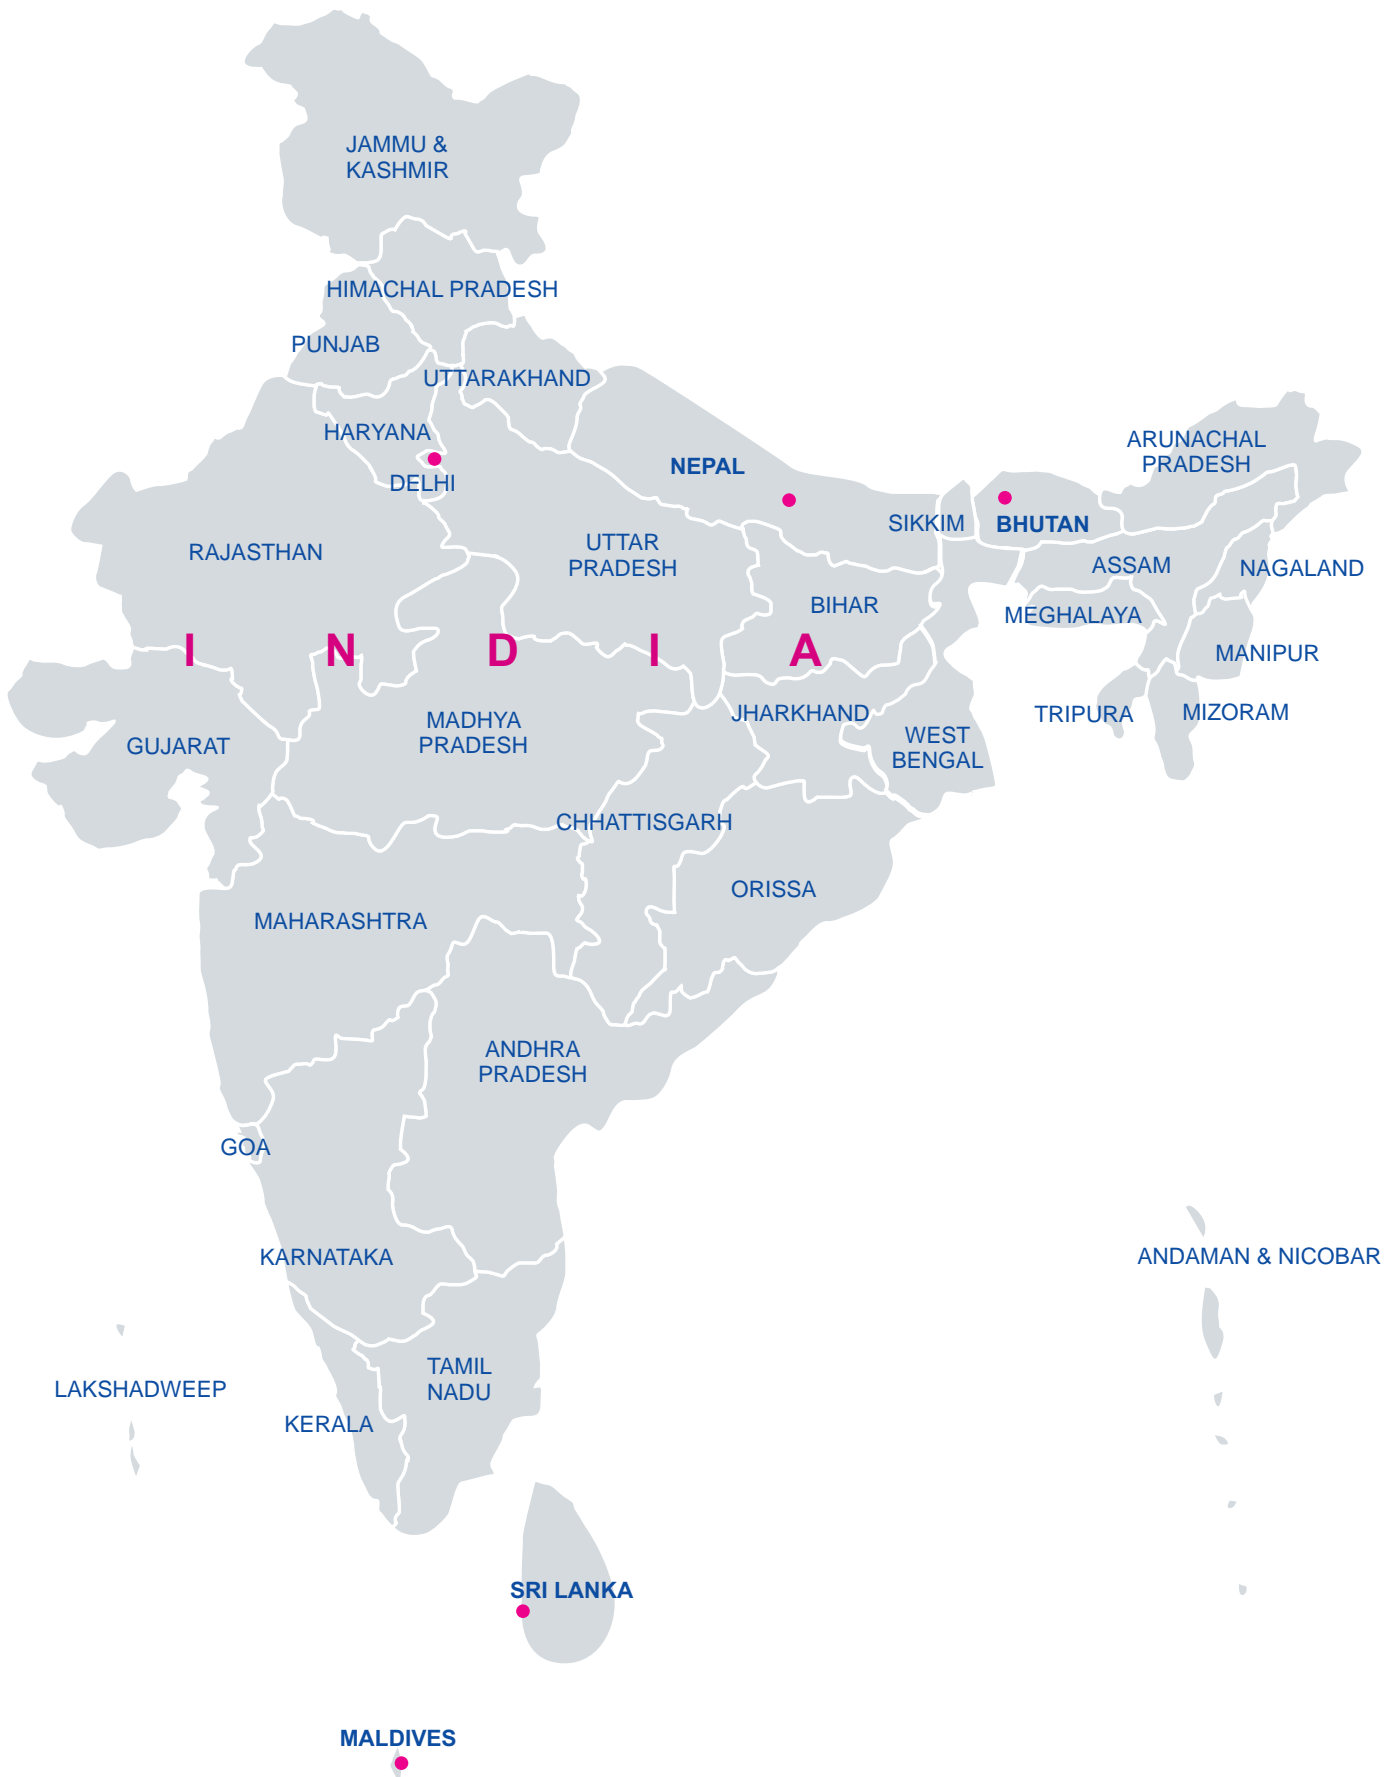 JAMMU &
KASHMIR
HIMACHAL PRADESH
PUNJAB
UTTARAKHAND
HARYANA
DELHI
NEPAL
ARUNACHAL
PRADESH
SIKKIM
BHUTAN
RAJASTHAN
UTTAR
PRADESH
ASSAM
NAGALAND
BIHAR
MEGHALAYA
I N D I A
MANIPUR
MADHYA
PRADESH
JHARKHAND
TRIPURA
MIZORAM
GUJARAT
WEST
BENGAL
CHHATTISGARH
ORISSA
MAHARASHTRA
ANDHRA
PRADESH
GOA
KARNATAKA
ANDAMAN & NICOBAR
TAMIL
NADU
LAKSHADWEEP
KERALA
SRI LANKA
MALDIVES